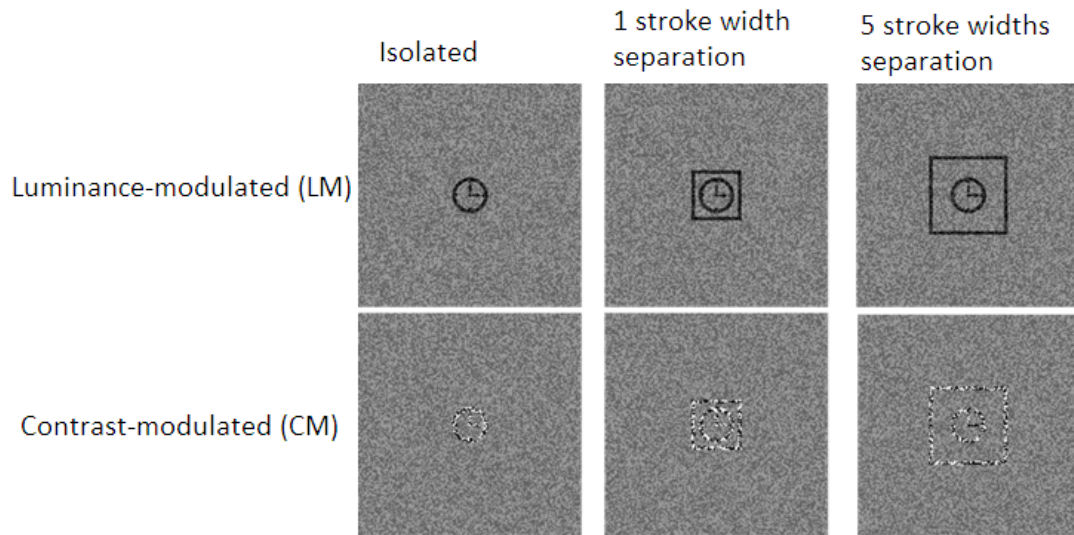 Isolated
1 stroke width
separation
5 stroke widths
separation
Luminance-modulated (LM)
Contrast-modulated (CM)